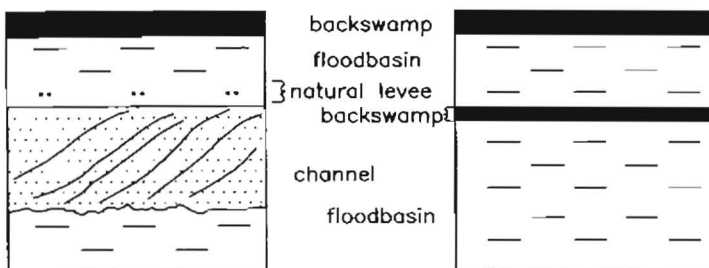 backswamp
floodbasin
natural levee
backswamp
channel
floodbasin